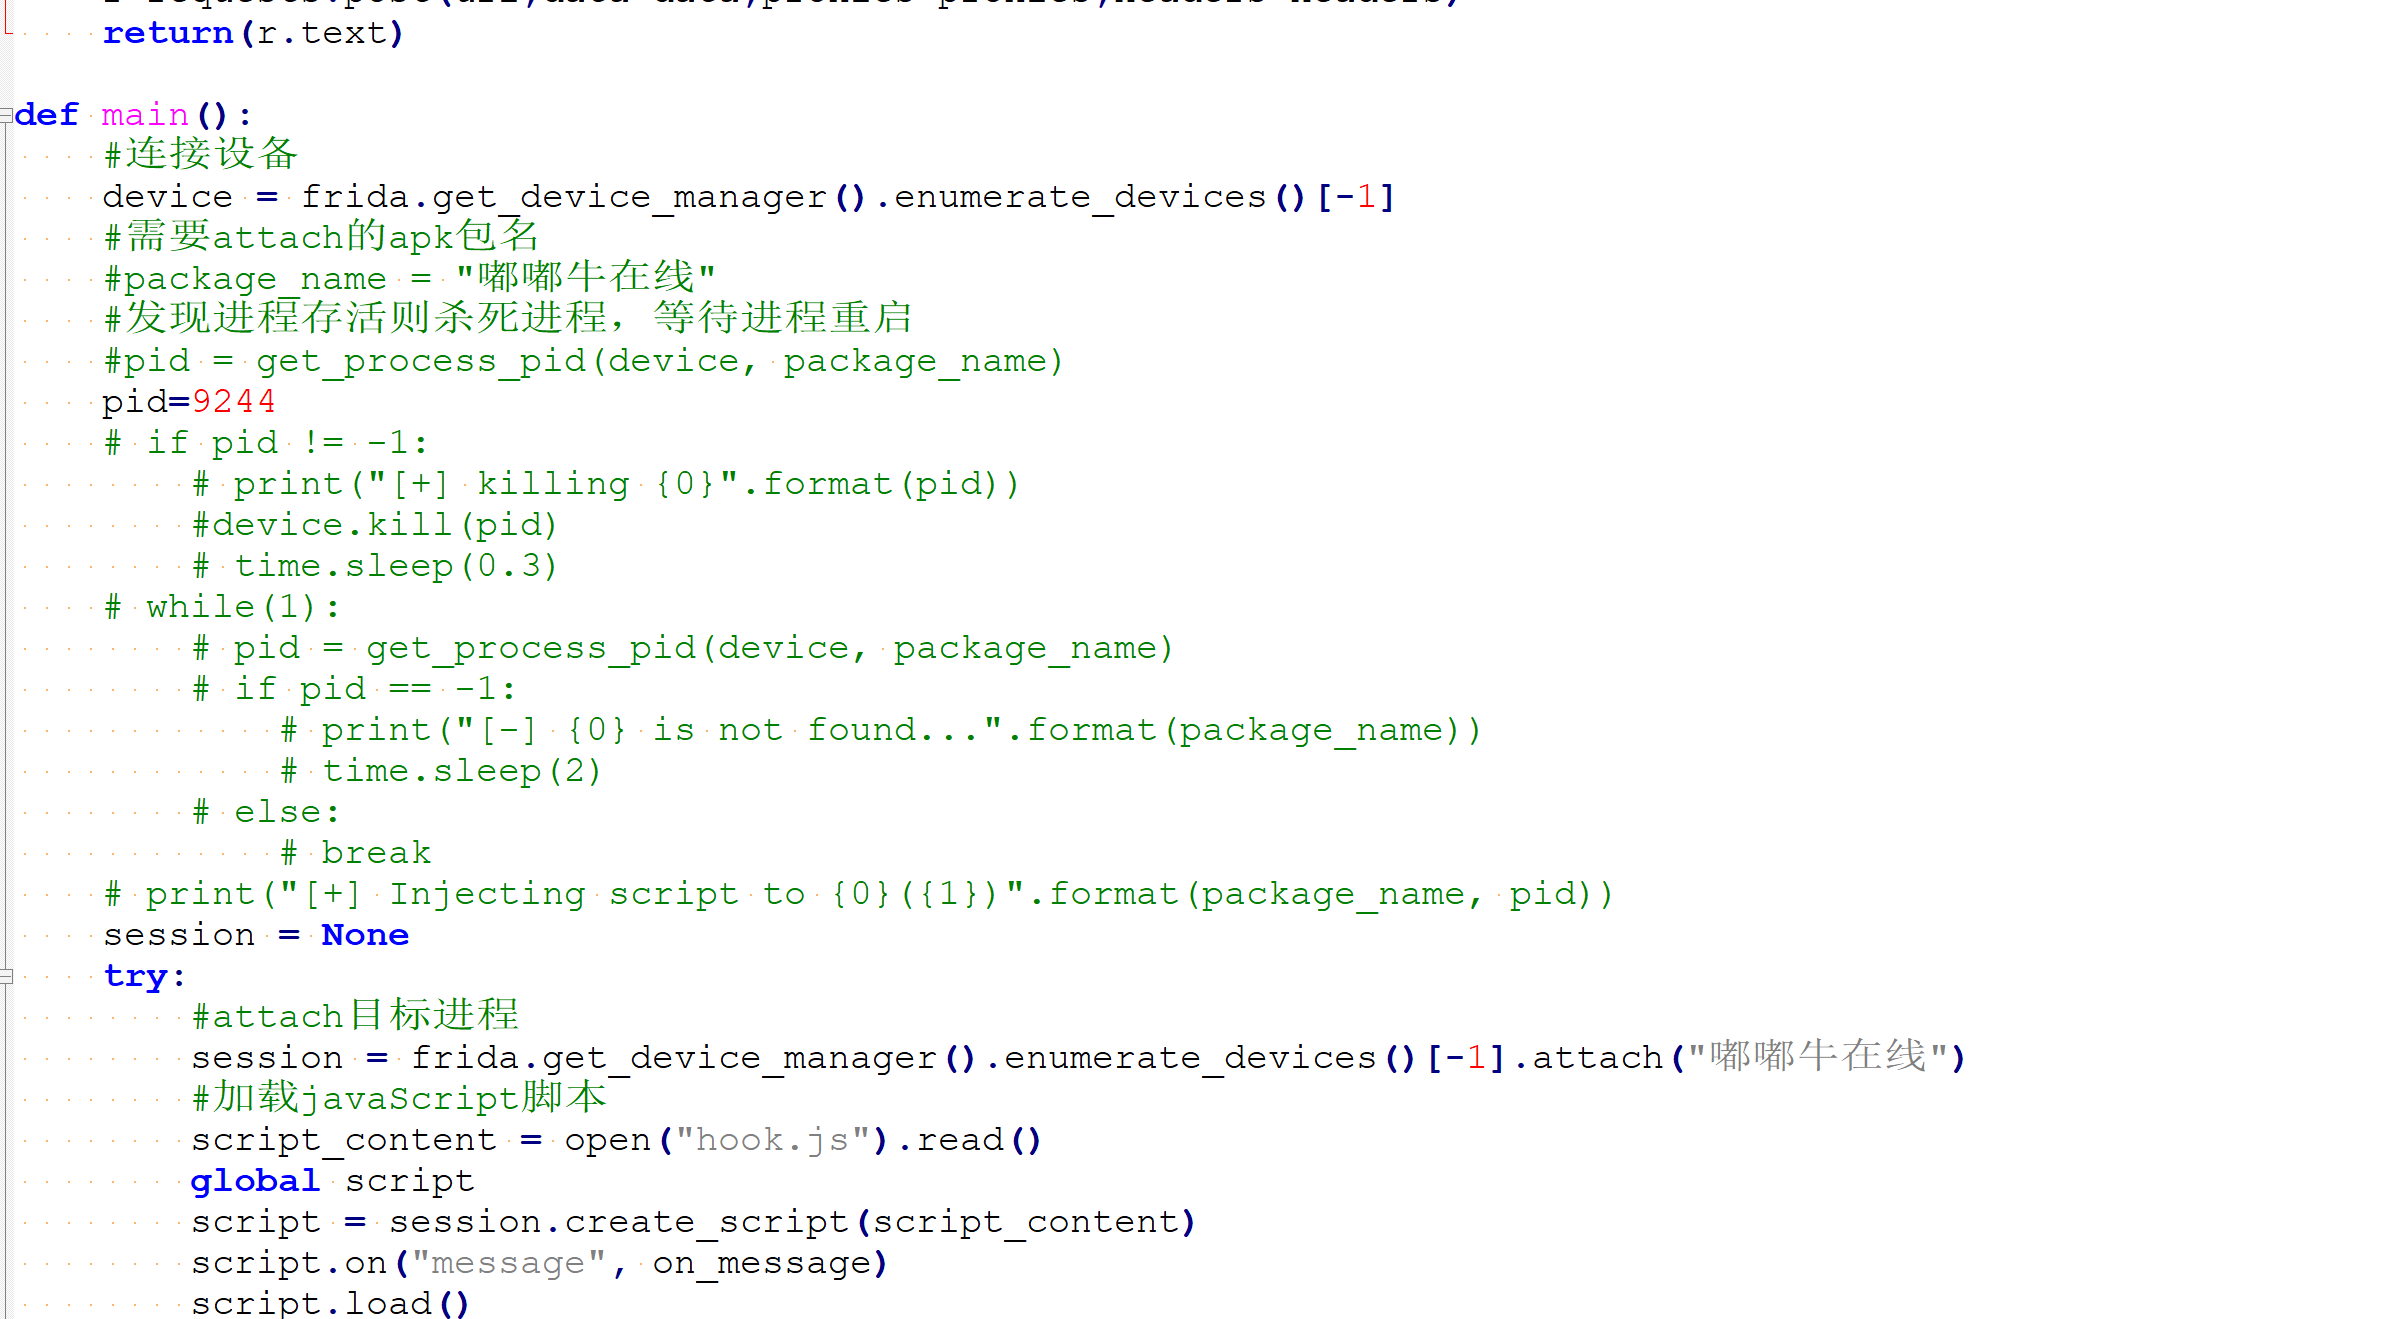 return(r.text)
def main():
#连接设备
device = frida.get_device_manager().enumerate_devices()[-1]
#需要attach的apk包名
#package_name = "嘟嘟牛在线"
#发现进程存活则杀死进程，等待进程重启
#pid = get_process_pid(device, package_name)
pid=9244
# if pid != -1:
# print("[+] killing {0}".format(pid))
#device.kill(pid)
# time.sleep(0.3)
# while(1):
# pid = get_process_pid(device, package_name)
# if pid == -1:
# print("[-] {0} is not found...".format(package_name))
# time.sleep(2)
# else:
# break
# print("[+] Injecting script to {0}({1})".format(package_name, pid))
session = None
try:
#attach目标进程
session = frida.get_device_manager().enumerate_devices()[-1].attach("嘟嘟牛在线")
#加载javaScript脚本
script_content = open("hook.js").read()
global script
script = session.create_script(script_content)
script.on("message", on_message)
script.load()